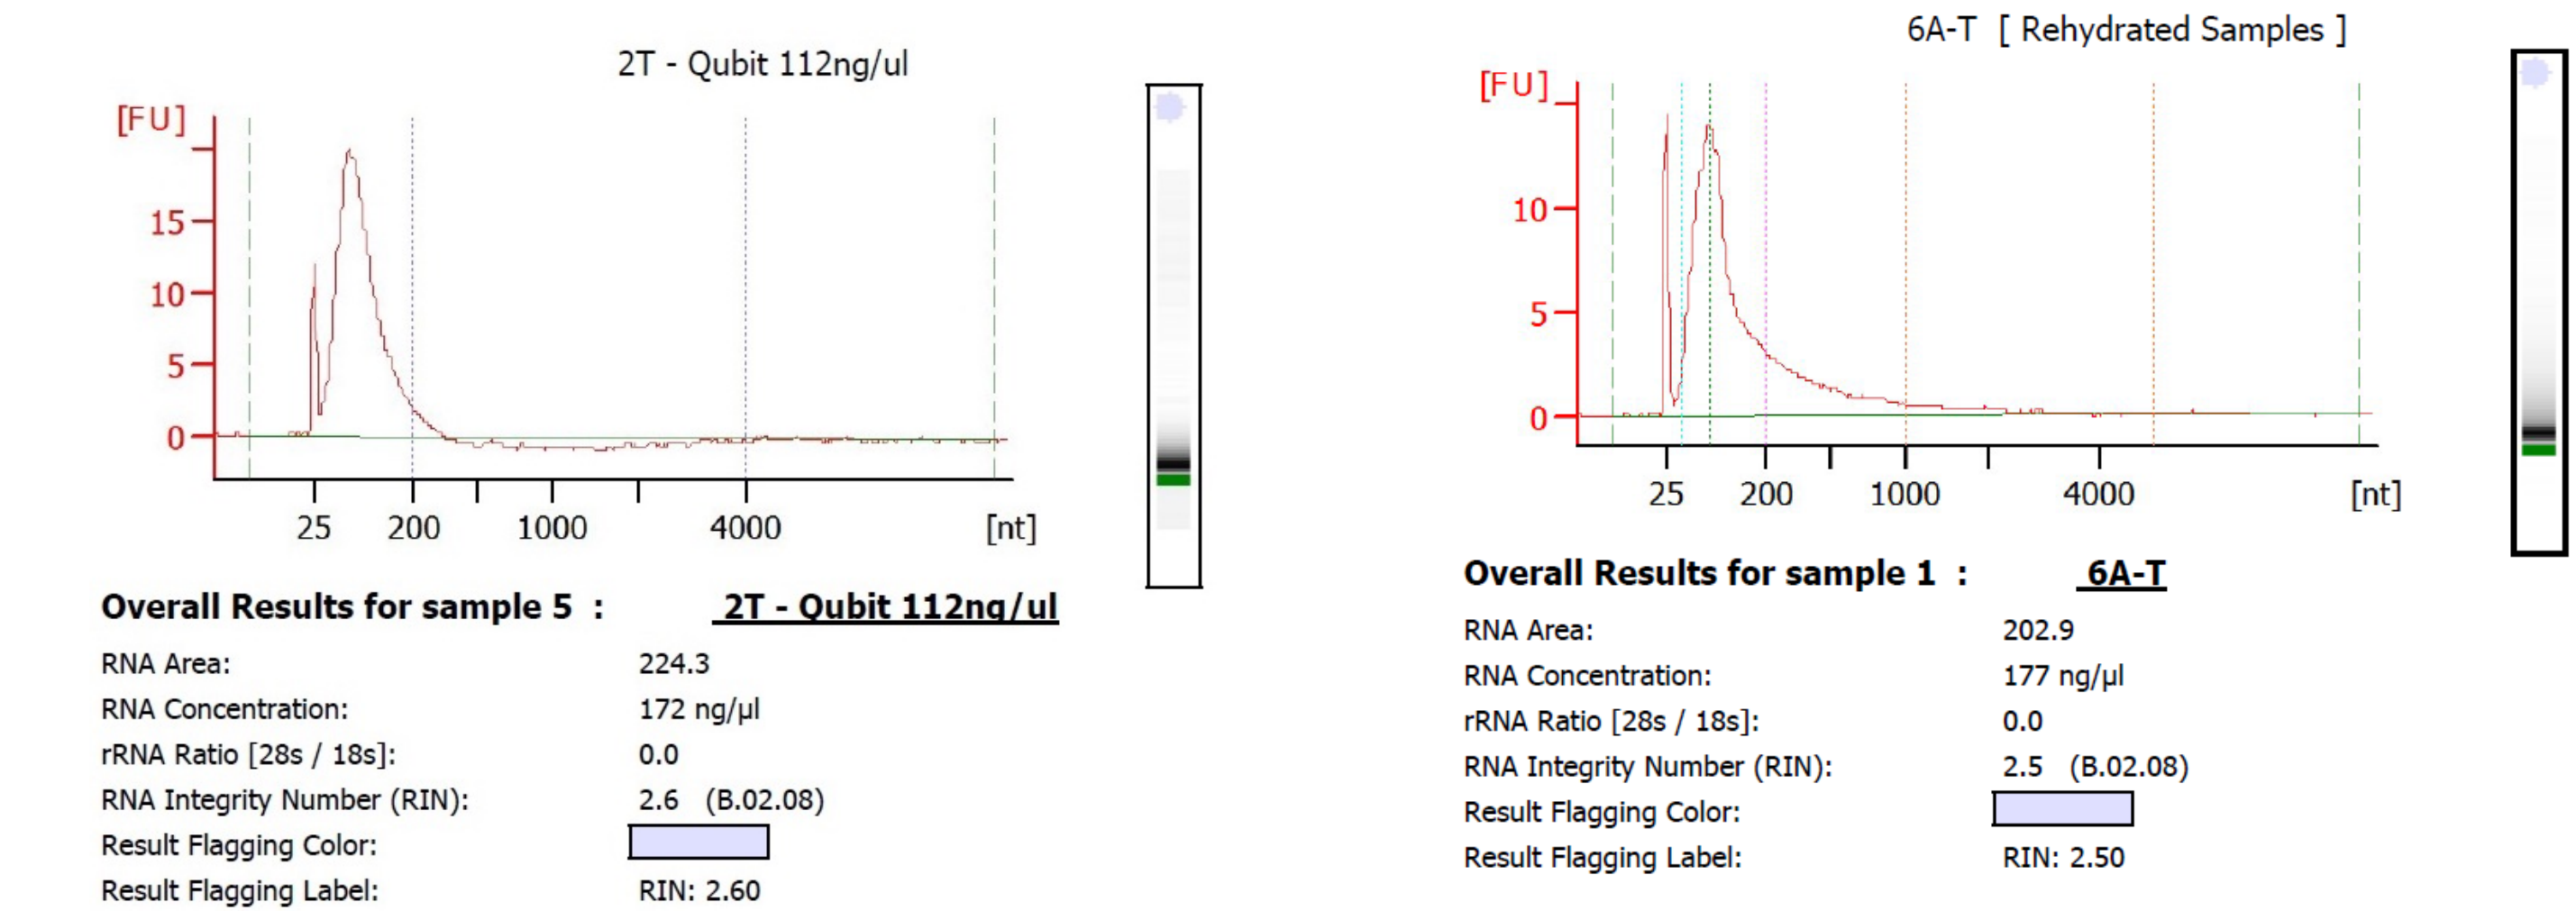 2T - Qubit 112ng/ul
[FU]
15
10
5
0
25 200 1000 4000 [nt]
Overall Results for sample 5 : 2T - Qubit 112ng/ul
RNA Area: 224.3
RNA Concentration: 172 ng/µl
rRNA Ratio [28s / 18s]: 0.0
RNA Integrity Number (RIN): 2.6 (B.02.08)
Result Flagging Color:
Result Flagging Label: RIN: 2.60
6A-T [ Rehydrated Samples ]
[FU]
10
5
0
25 200 1000 4000 [nt]
Overall Results for sample 1 : 6A-T
RNA Area: 202.9
RNA Concentration: 177 ng/µl
rRNA Ratio [28s / 18s]: 0.0
RNA Integrity Number (RIN): 2.5 (B.02.08)
Result Flagging Color:
Result Flagging Label: RIN: 2.50